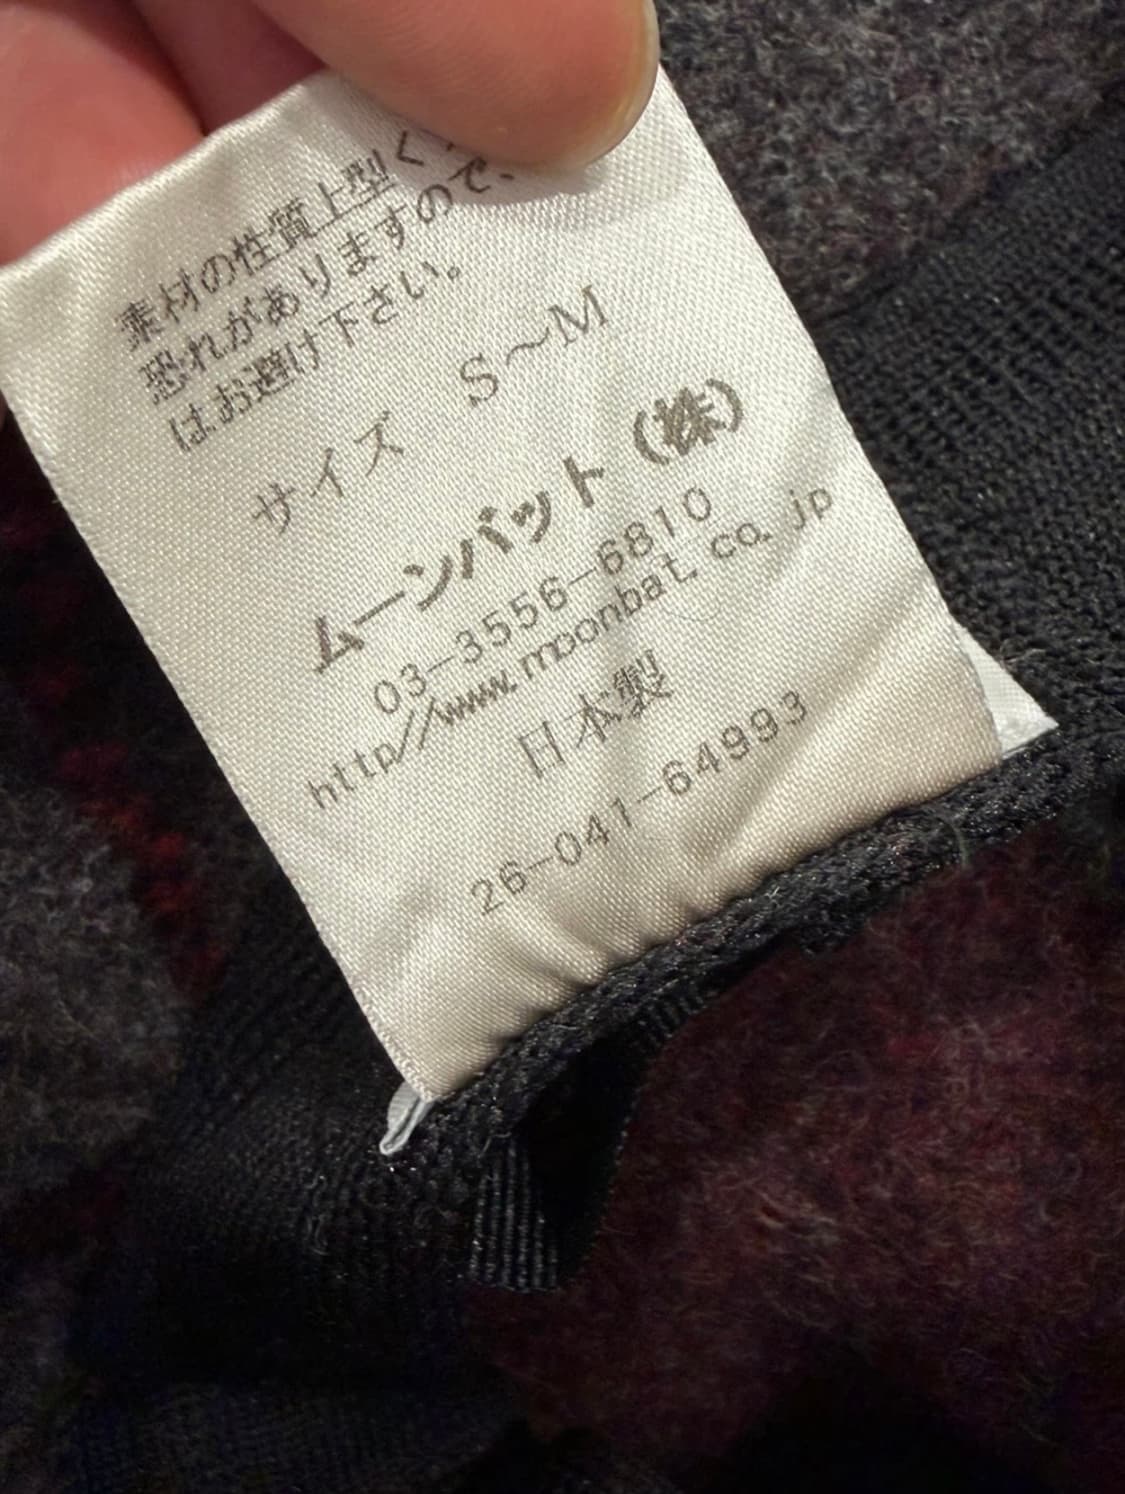 素材の性質上型く
恐れがありますので、
はお避け下さい。
サイズ S～M
ムーンバット（株）
03-3556-6810
http//www.moonbat.co.jp
日本製
26-041-64993